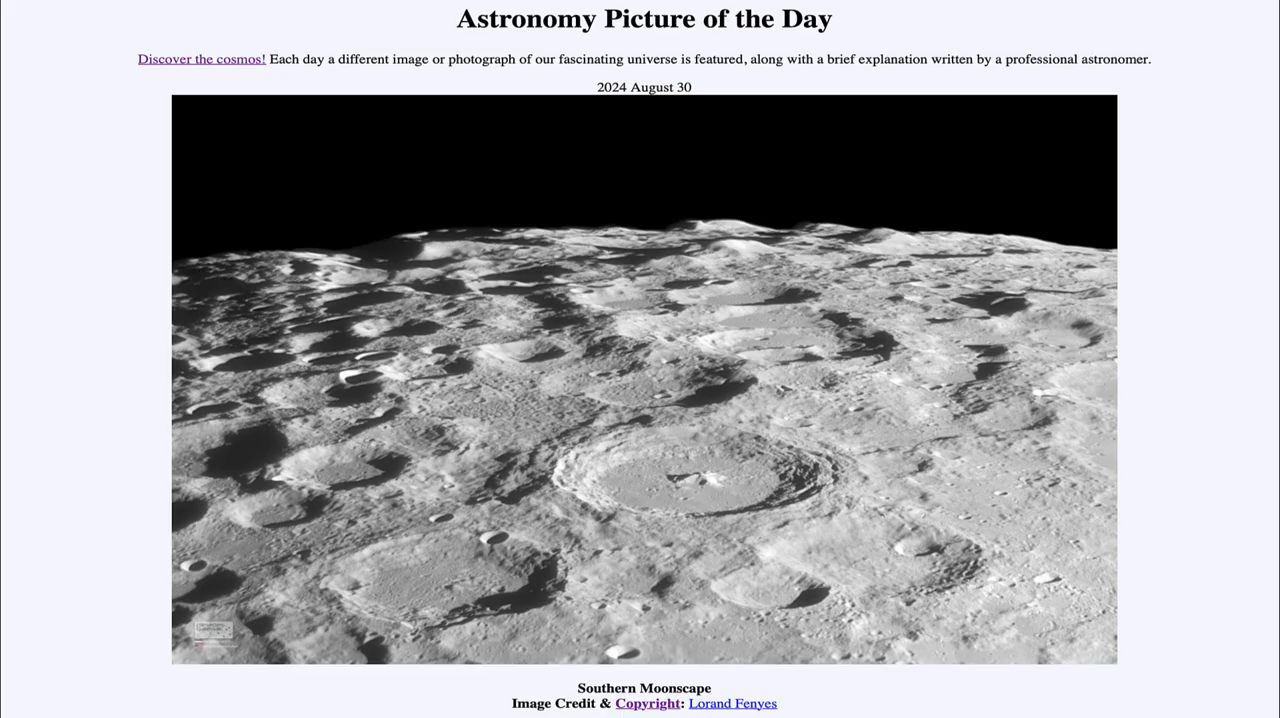 Astronomy Picture of the Day
Discover the cosmos! Each day a different image or photograph of our fascinating universe is featured, along with a brief explanation written by a professional astronomer.
2024 August 30
Southern Moonscape
Image Credit & Copyright: Lorand Fenyes